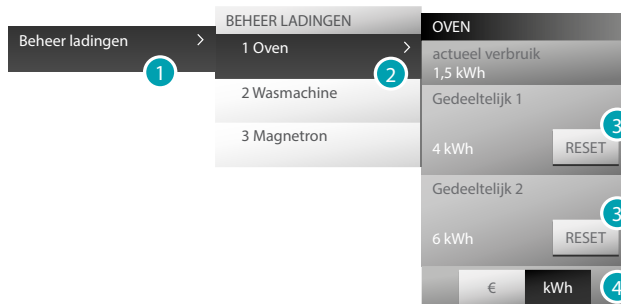 Beheer ladingen
1
BEHEER LADINGEN
1 Oven
2
2 Wasmachine
3 Magnetron
OVEN
actueel verbruik
1,5 kWh
Gedeeltelijk 1
3
4 kWh
RESET
Gedeeltelijk 2
3
6 kWh
RESET
€
kWh
4